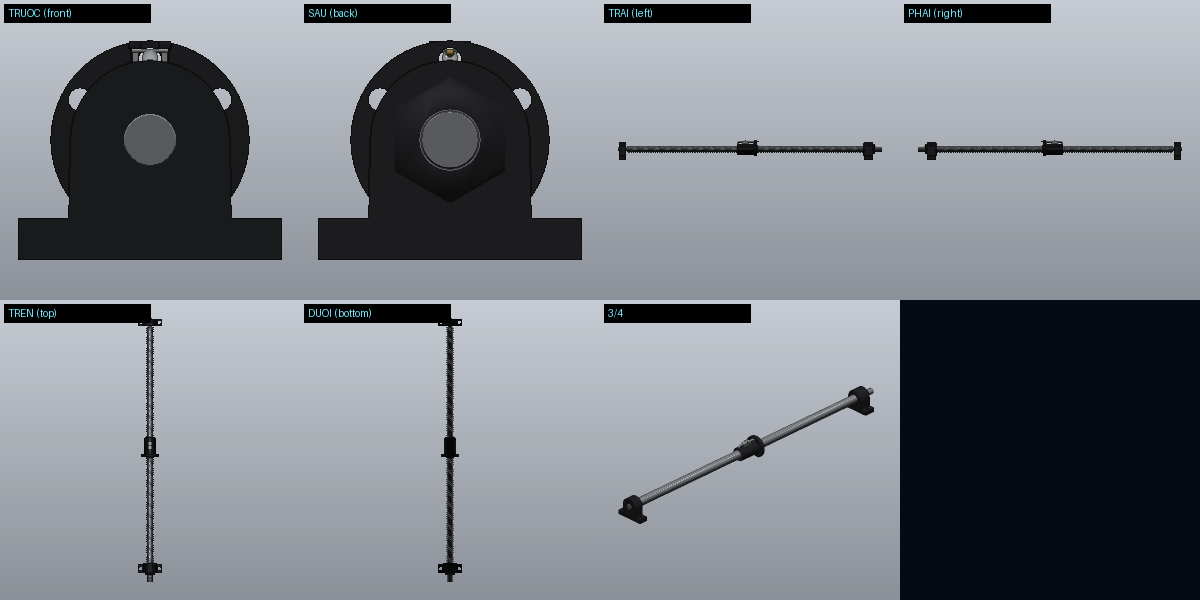 TRUOC (front)
SAU (back)
TRAI (left)
PHAI (right)
TREN (top)
DUOI (bottom)
3/4